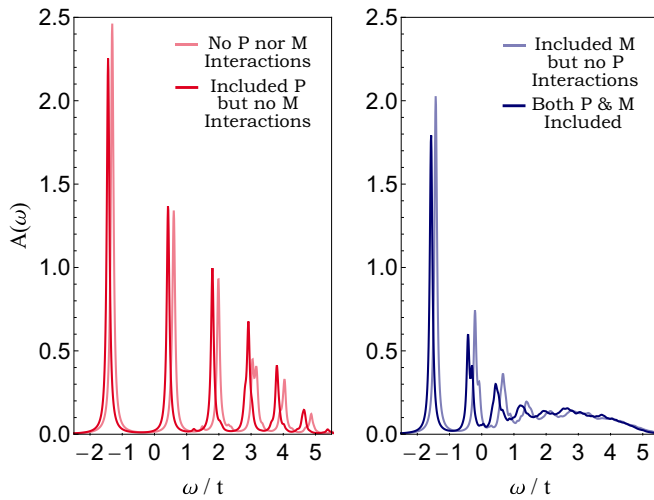 2.5
2.0
1.5
1.0
0.5
0.0
A(ω)
No P nor M
Interactions
Included P
but no M
Interactions
−2 −1 0 1 2 3 4 5
ω / t
2.5
2.0
1.5
1.0
0.5
0.0
Included M
but no P
Interactions
Both P & M
Included
−2 −1 0 1 2 3 4 5
ω / t